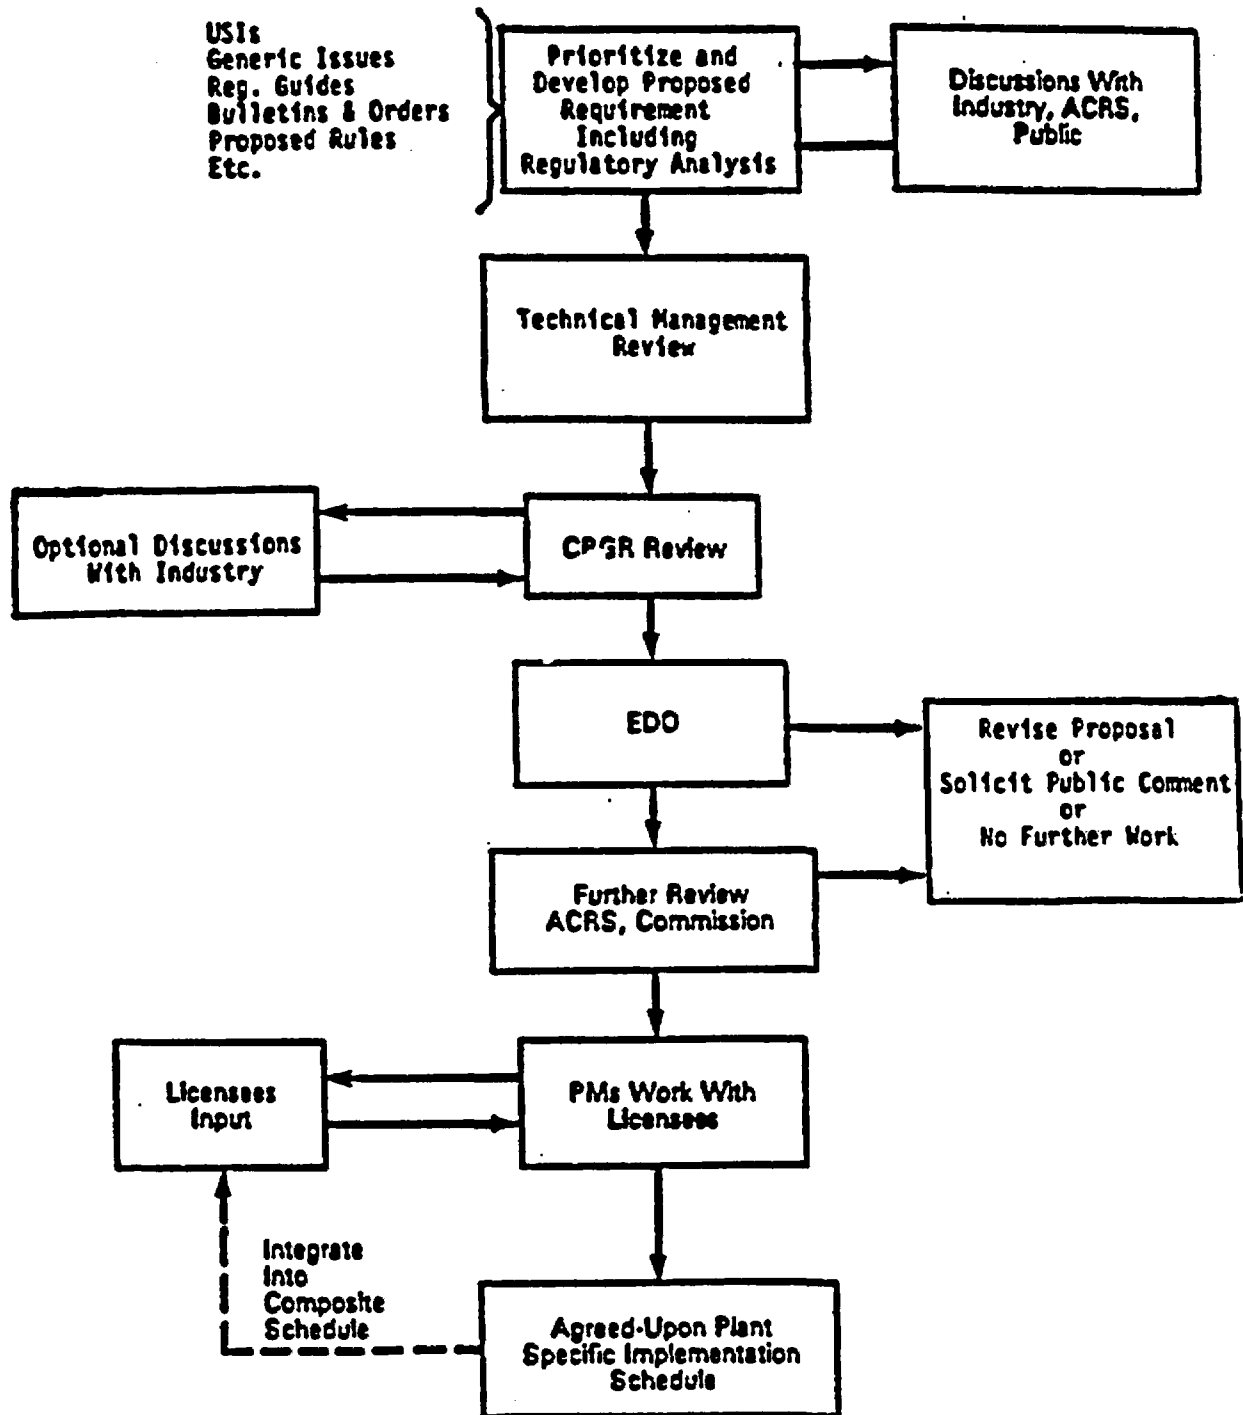 USIs
Generic Issues
Reg. Guides
Bulletins & Orders
Proposed Rules
Etc.
Prioritize and
Develop Proposed
Requirement
Including
Regulatory Analysis
Discussions With
Industry, ACRS,
Public
Technical Management
Review
Optional Discussions
With Industry
CRGR Review
EDO
Revise Proposal
or
Solicit Public Comment
or
No Further Work
Further Review
ACRS, Commission
Licensees
Input
PMs Work With
Licensees
Integrate
Into
Composite
Schedule
Agreed-Upon Plant
Specific Implementation
Schedule